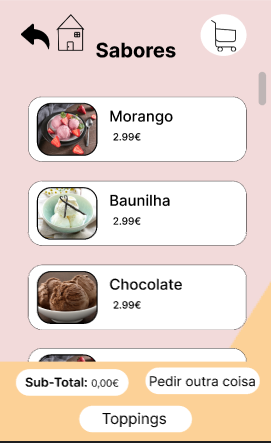 Sabores
Morango
2.99€
Baunilha
2.99€
Chocolate
2.99€
Sub-Total: 0,00€
Pedir outra coisa
Toppings